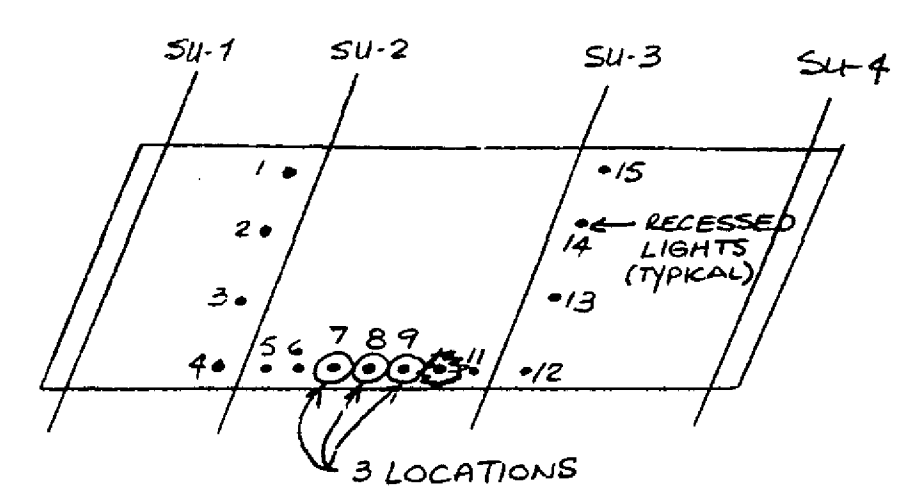 SU-1 SU-2 SU-3 SU-4
1 15
2 RECESSED
14 LIGHTS
(TYPICAL)
3 13
7 8 9
5 6
4 11 12
3 LOCATIONS